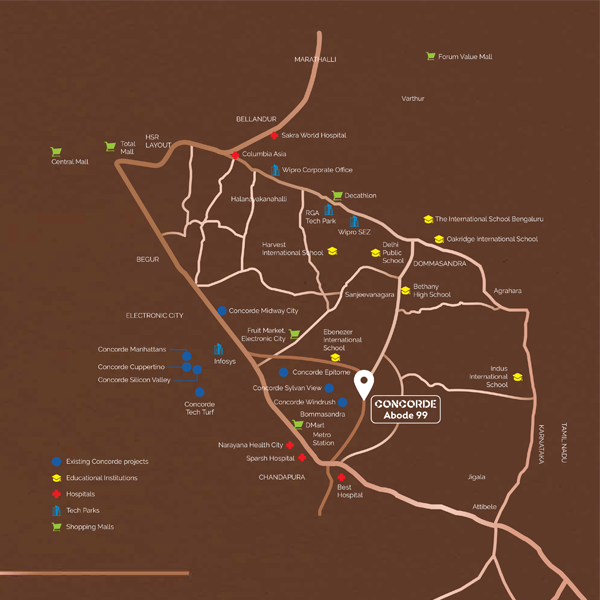 MARATHALLI
Forum Value Mall
Varthur
BELLANDUR
Sakra World Hospital
HSR
LAYOUT
Total
Mall
Central Mall
Columbia Asia
Wipro Corporate Office
Halanayakanahalli
Decathlon
RGA
Tech Park
Wipro SEZ
The International School Bengaluru
Oakridge International School
Harvest
International School
Delhi
Public
School
DOMMASANDRA
BEGUR
Bethany
High School
Sanjeevanagara
Agrahara
ELECTRONIC CITY
Concorde Midway City
Fruit Market,
Electronic City
Ebenezer
International
School
Concorde Manhattans
Concorde Cuppertino
Concorde Silicon Valley
Infosys
Concorde Epitome
Concorde Sylvan View
Concorde Windrush
Indus
International
School
Concorde
Tech Turf
CONCORDE
Abode 99
Bommasandra
DMart
Metro
Station
Narayana Health City
Sparsh Hospital
CHANDAPURA
Best
Hospital
KARNATAKA
TAMIL NADU
Jigala
Attibele
Existing Concorde projects
Educational Institutions
Hospitals
Tech Parks
Shopping Malls